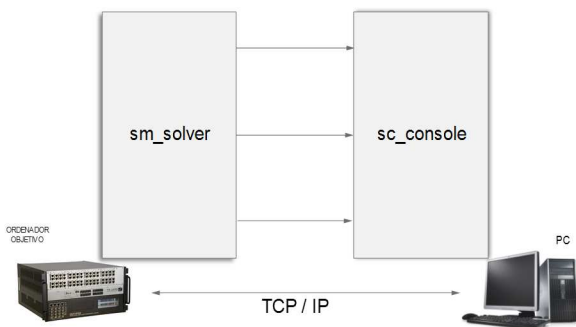 sm_solver
sc_console
ORDENADOR
OBJETIVO
PC
TCP / IP